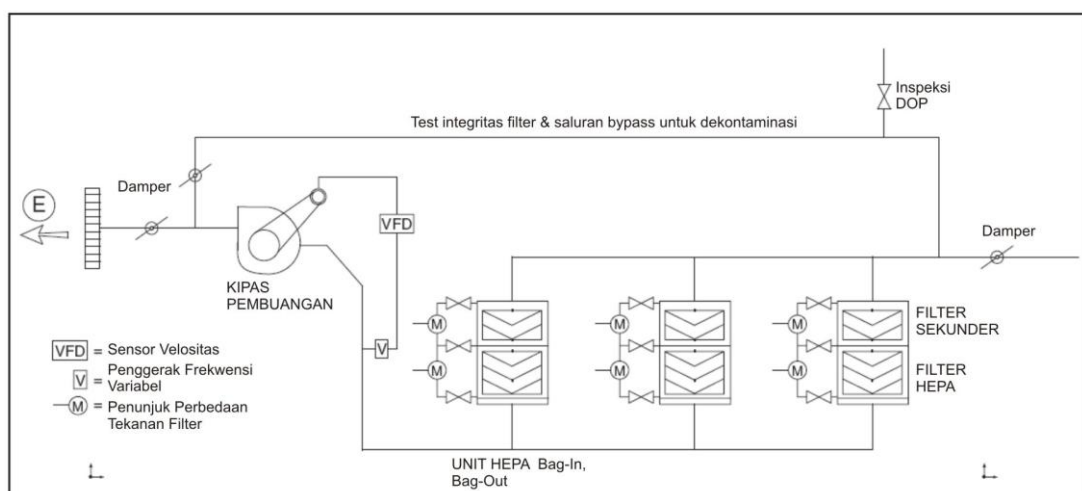 Inspeksi
DOP
Test integritas filter & saluran bypass untuk dekontaminasi
Damper
E
VFD
Damper
KIPAS
PEMBUANGAN
M
M
M
FILTER
SEKUNDER
V
M
M
M
FILTER
HEPA
VFD = Sensor Velositas
V = Penggerak Frekwensi
Variabel
M = Penunjuk Perbedaan
Tekanan Filter
UNIT HEPA Bag-In,
Bag-Out